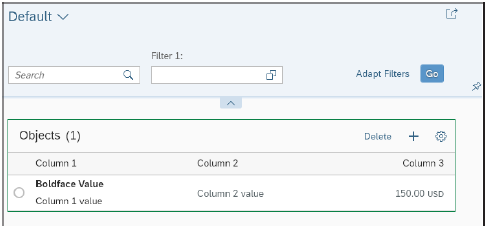 Default
Filter 1:
Search
Adapt Filters Go
Objects (1) Delete
Column 1 Column 2 Column 3
Boldface Value
Column 1 value Column 2 value 150.00 USD